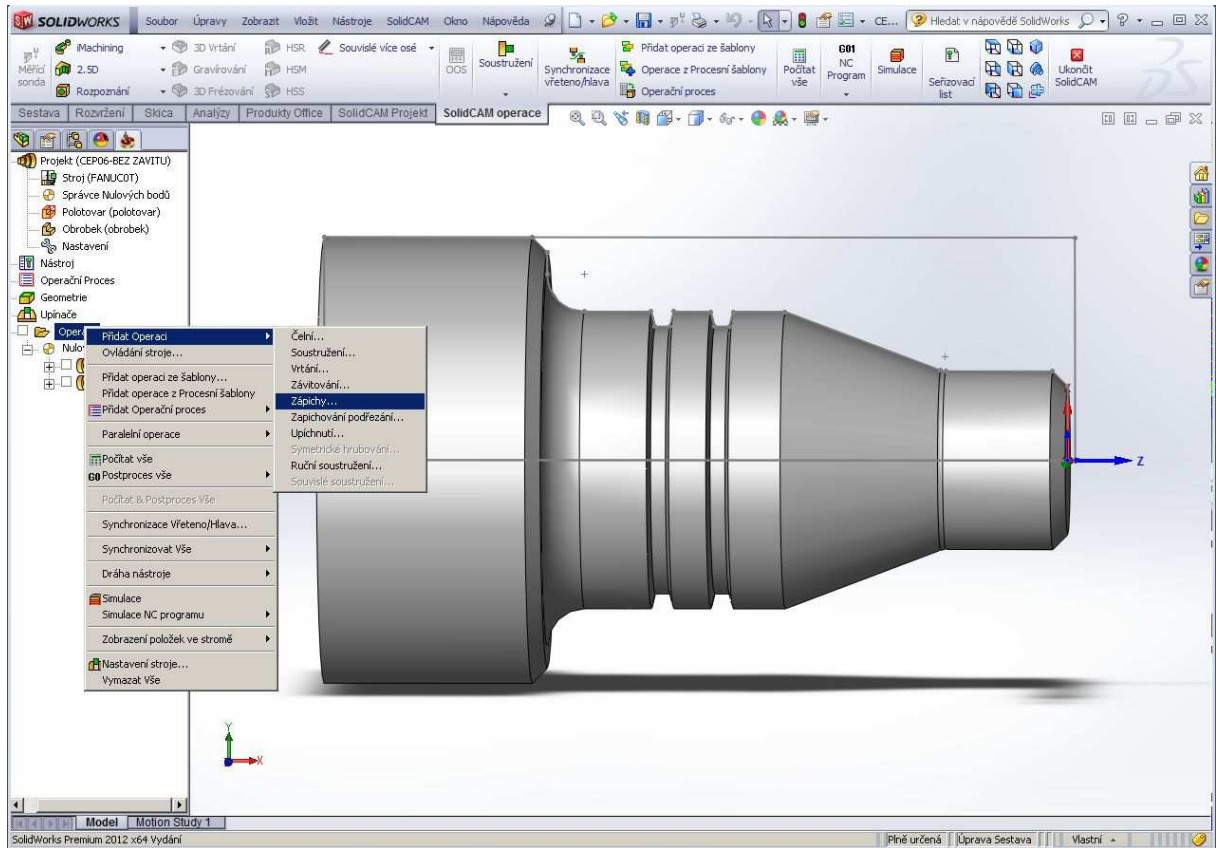 SOLIDWORKS Soubor Úpravy Zobrazit Vložit Nástroje SolidCAM Okno Nápověda CE... Hledat v nápovědě SolidWorks
Měřící sonda
iMachining
2.5D
Rozpoznání
3D Vrtání
Gravírování
3D Frézování
HSR
HSM
HSS
Souvislé více osé
OOS
Soustružení
Synchronizace vřeteno/hlava
Přidat operaci ze šablony
Operace z Procesní šablony
Operační proces
Počítat vše
G01
NC Program
Simulace
Seřizovací list
Ukončit SolidCAM
Sestava Rozvržení Skica Analýzy Produkty Office SolidCAM Projekt SolidCAM operace
Projekt (CEP06-BEZ ZAVITU)
Stroj (FANUC0T)
Správce Nulových bodů
Polotovar (polotovar)
Obrobek (obrobek)
Nastavení
Nástroj
Operační Proces
Geometrie
Upínače
Oper
Nulo
Přidat Operaci
Ovládání stroje...
Přidat operaci ze šablony...
Přidat operace z Procesní šablony
Přidat Operační proces
Paralelní operace
Počítat vše
G0 Postproces vše
Počítat & Postproces Vše
Synchronizace Vřeteno/Hlava...
Synchronizovat Vše
Dráha nástroje
Simulace
Simulace NC programu
Zobrazení položek ve stromě
Nastavení stroje...
Vymazat Vše
Čelní...
Soustružení...
Vrtání...
Závitování...
Zápichy...
Zapichování podřezání...
Upíchnutí...
Symetrické hrubování...
Ruční soustružení...
Souvislé soustružení...
Z
Y
X
Model Motion Study 1
SolidWorks Premium 2012 x64 Vydání Plně určená Úprava Sestava Vlastní